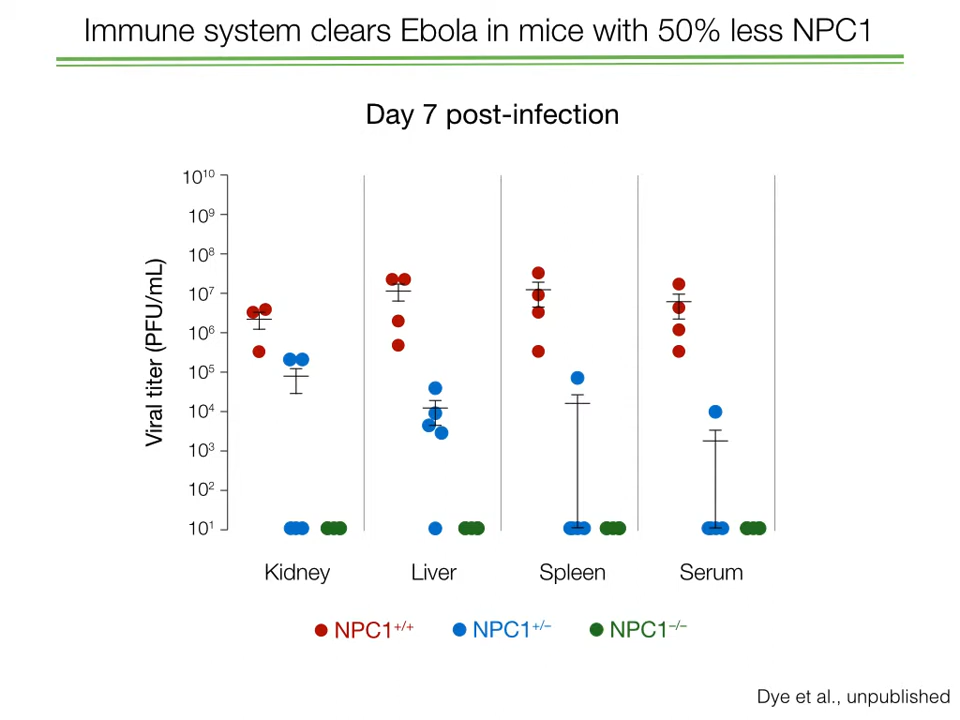 Immune system clears Ebola in mice with 50% less NPC1
Day 7 post-infection
Viral titer (PFU/mL)
10¹⁰
10⁹
10⁸
10⁷
10⁶
10⁵
10⁴
10³
10²
10¹
Kidney Liver Spleen Serum
NPC1⁺/⁺ NPC1⁺/⁻ NPC1⁻/⁻
Dye et al., unpublished